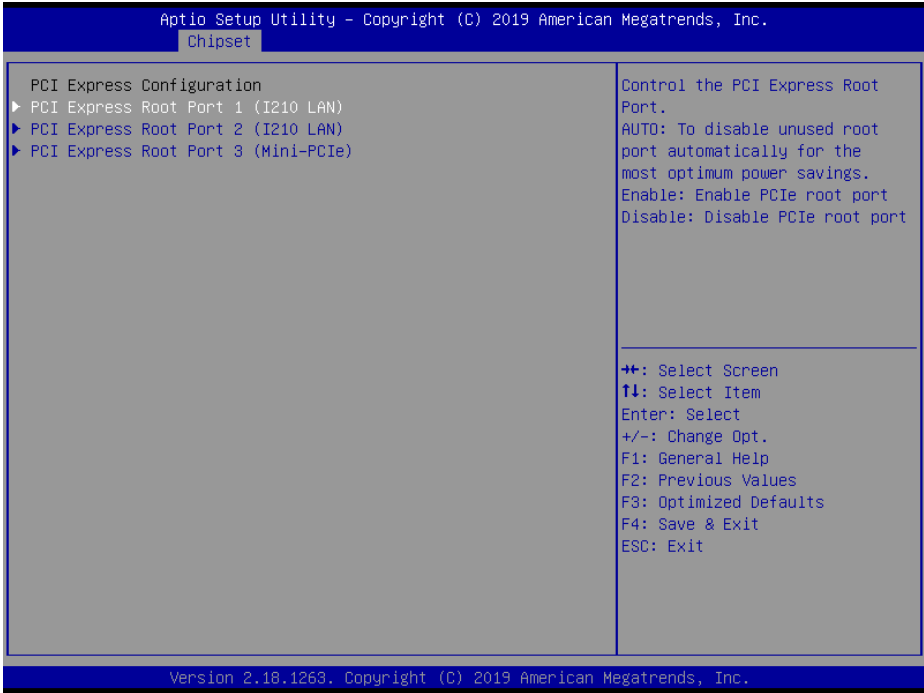 Aptio Setup Utility – Copyright (C) 2019 American Megatrends, Inc.
Chipset
PCI Express Configuration
▶ PCI Express Root Port 1 (I210 LAN)
▶ PCI Express Root Port 2 (I210 LAN)
▶ PCI Express Root Port 3 (Mini-PCIe)
Control the PCI Express Root
Port.
AUTO: To disable unused root
port automatically for the
most optimum power savings.
Enable: Enable PCIe root port
Disable: Disable PCIe root port
→←: Select Screen
↑↓: Select Item
Enter: Select
+/-: Change Opt.
F1: General Help
F2: Previous Values
F3: Optimized Defaults
F4: Save & Exit
ESC: Exit
Version 2.18.1263. Copyright (C) 2019 American Megatrends, Inc.